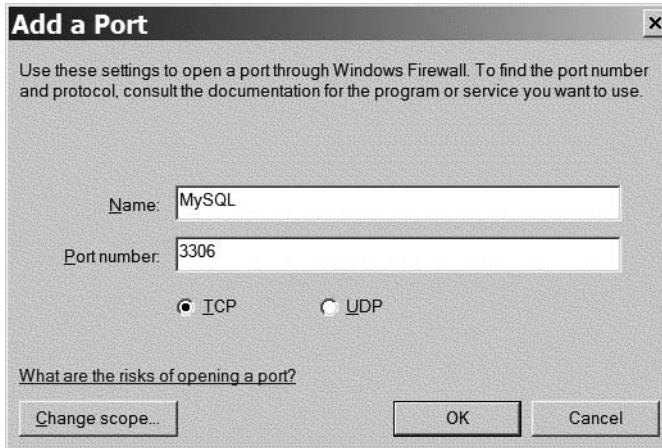 Add a Port
Use these settings to open a port through Windows Firewall. To find the port number
and protocol, consult the documentation for the program or service you want to use.
Name: MySQL
Port number: 3306
TCP UDP
What are the risks of opening a port?
Change scope... OK Cancel